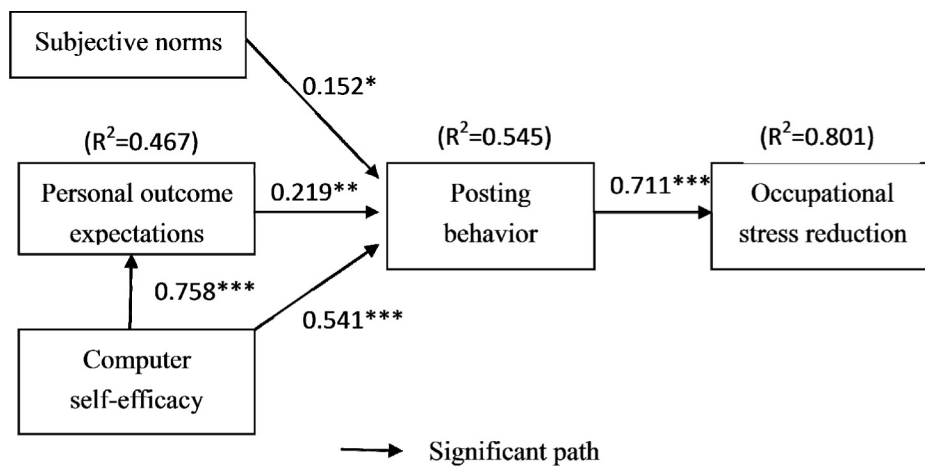 Subjective norms
0.152*
(R²=0.467)
(R²=0.545)
(R²=0.801)
Personal outcome
expectations
0.219**
Posting
behavior
0.711***
Occupational
stress reduction
0.758***
0.541***
Computer
self-efficacy
Significant path